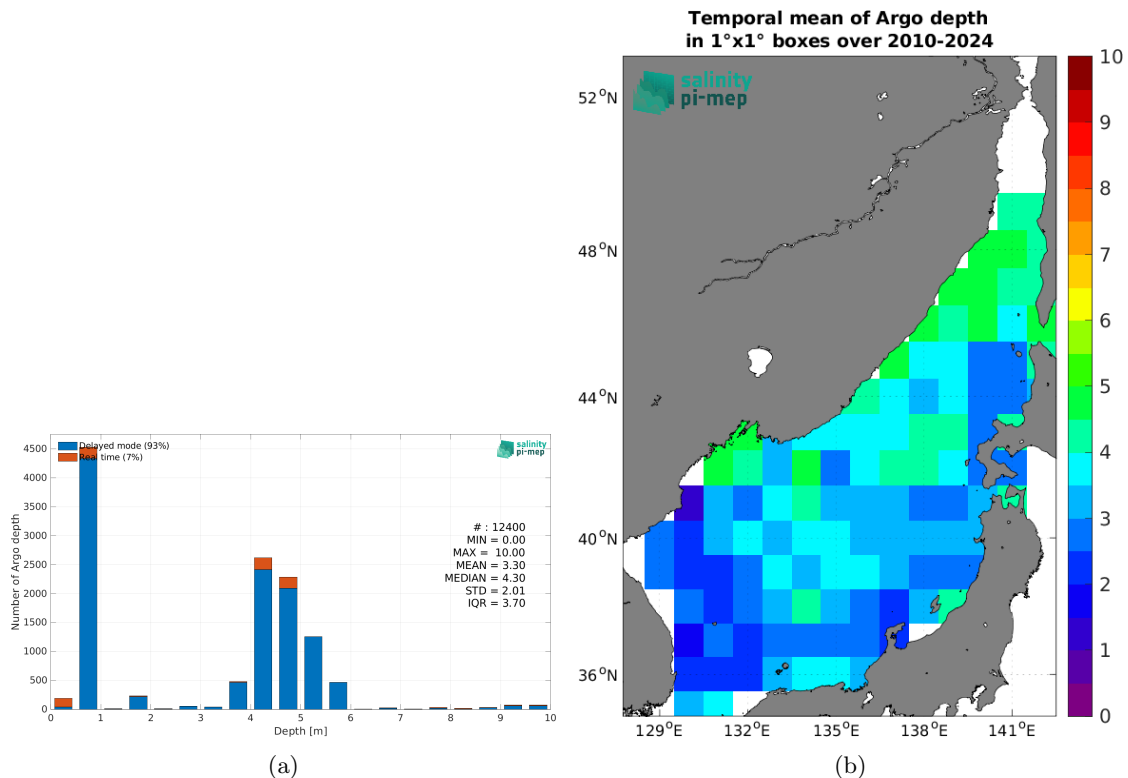 Temporal mean of Argo depth
in 1°x1° boxes over 2010-2024
salinity
pi-mep
52°N
48°N
44°N
40°N
36°N
129°E 132°E 135°E 138°E 141°E
10
9
8
7
6
5
4
3
2
1
0
(b)
Delayed mode (93%)
Real time (7%)
salinity
pi-mep
# : 12400
MIN = 0.00
MAX = 10.00
MEAN = 3.30
MEDIAN = 4.30
STD = 2.01
IQR = 3.70
Number of Argo depth
4500
4000
3500
3000
2500
2000
1500
1000
500
0
0 1 2 3 4 5 6 7 8 9 10
Depth [m]
(a)